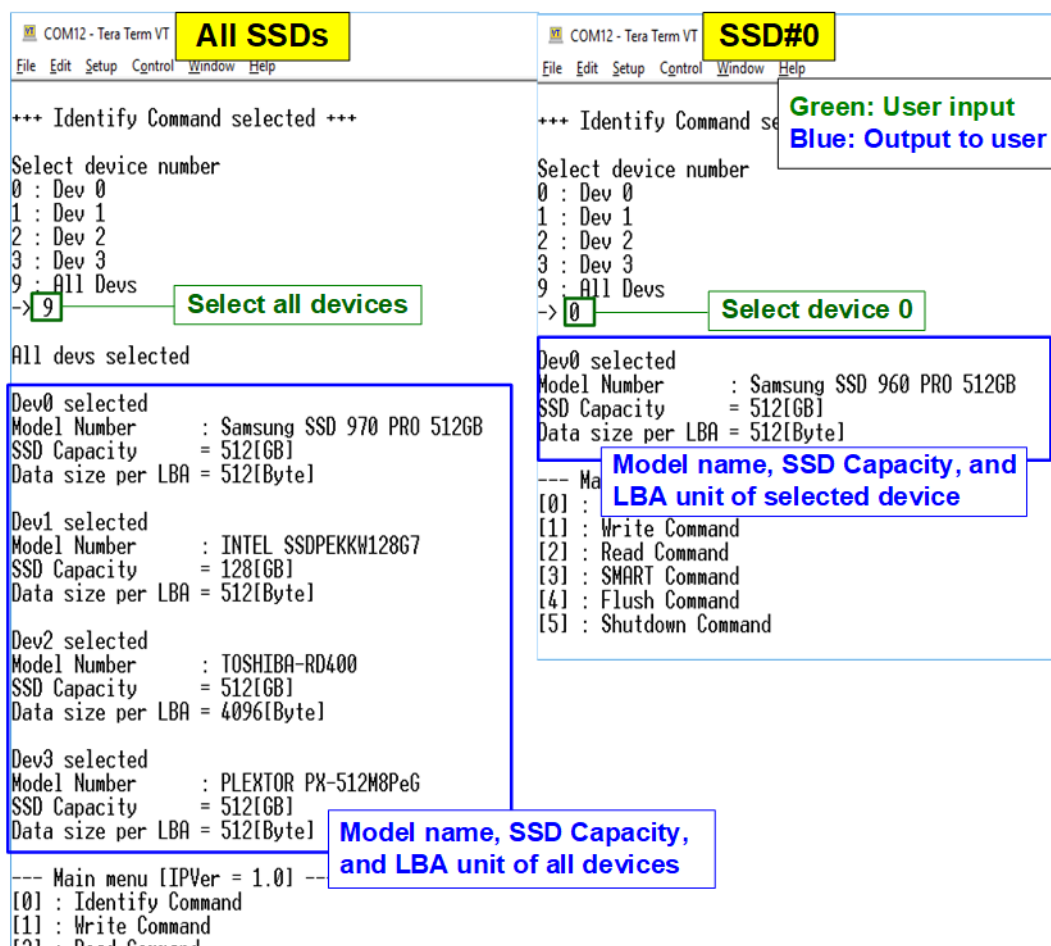 COM12 - Tera Term VT
All SSDs
File Edit Setup Control Window Help
+++ Identify Command selected +++
Select device number
0 : Dev 0
1 : Dev 1
2 : Dev 2
3 : Dev 3
9 : All Devs
->9
Select all devices
All devs selected
Dev0 selected
Model Number : Samsung SSD 970 PRO 512GB
SSD Capacity = 512[GB]
Data size per LBA = 512[Byte]
Dev1 selected
Model Number : INTEL SSDPEKKW128G7
SSD Capacity = 128[GB]
Data size per LBA = 512[Byte]
Dev2 selected
Model Number : TOSHIBA-RD400
SSD Capacity = 512[GB]
Data size per LBA = 4096[Byte]
Dev3 selected
Model Number : PLEXTOR PX-512M8PeG
SSD Capacity = 512[GB]
Data size per LBA = 512[Byte]
Model name, SSD Capacity,
and LBA unit of all devices
--- Main menu [IPVer = 1.0] --
[0] : Identify Command
[1] : Write Command
[2] : Read Command
COM12 - Tera Term VT
SSD#0
File Edit Setup Control Window Help
Green: User input
Blue: Output to user
+++ Identify Command se
Select device number
0 : Dev 0
1 : Dev 1
2 : Dev 2
3 : Dev 3
9 : All Devs
-> 0
Select device 0
Dev0 selected
Model Number : Samsung SSD 960 PRO 512GB
SSD Capacity = 512[GB]
Data size per LBA = 512[Byte]
Model name, SSD Capacity, and
LBA unit of selected device
--- Ma
[0] :
[1] : Write Command
[2] : Read Command
[3] : SMART Command
[4] : Flush Command
[5] : Shutdown Command